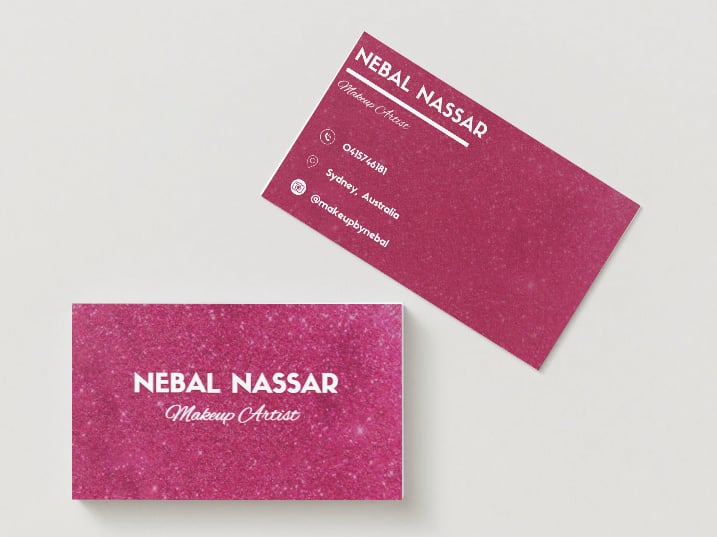 NEBAL NASSAR
Makeup Artist
0415746181
Sydney, Australia
@makeupbynebal
NEBAL NASSAR
Makeup Artist